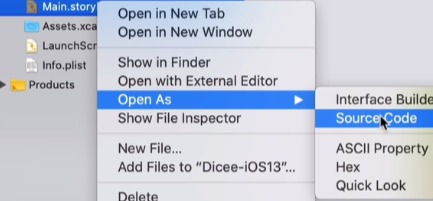 Main.story
Assets.xca
LaunchScr
Info.plist
Products
Open in New Tab
Open in New Window
Show in Finder
Open with External Editor
Open As
Show File Inspector
New File...
Add Files to “Dicee-iOS13”...
Delete
Interface Builde
Source Code
ASCII Property
Hex
Quick Look